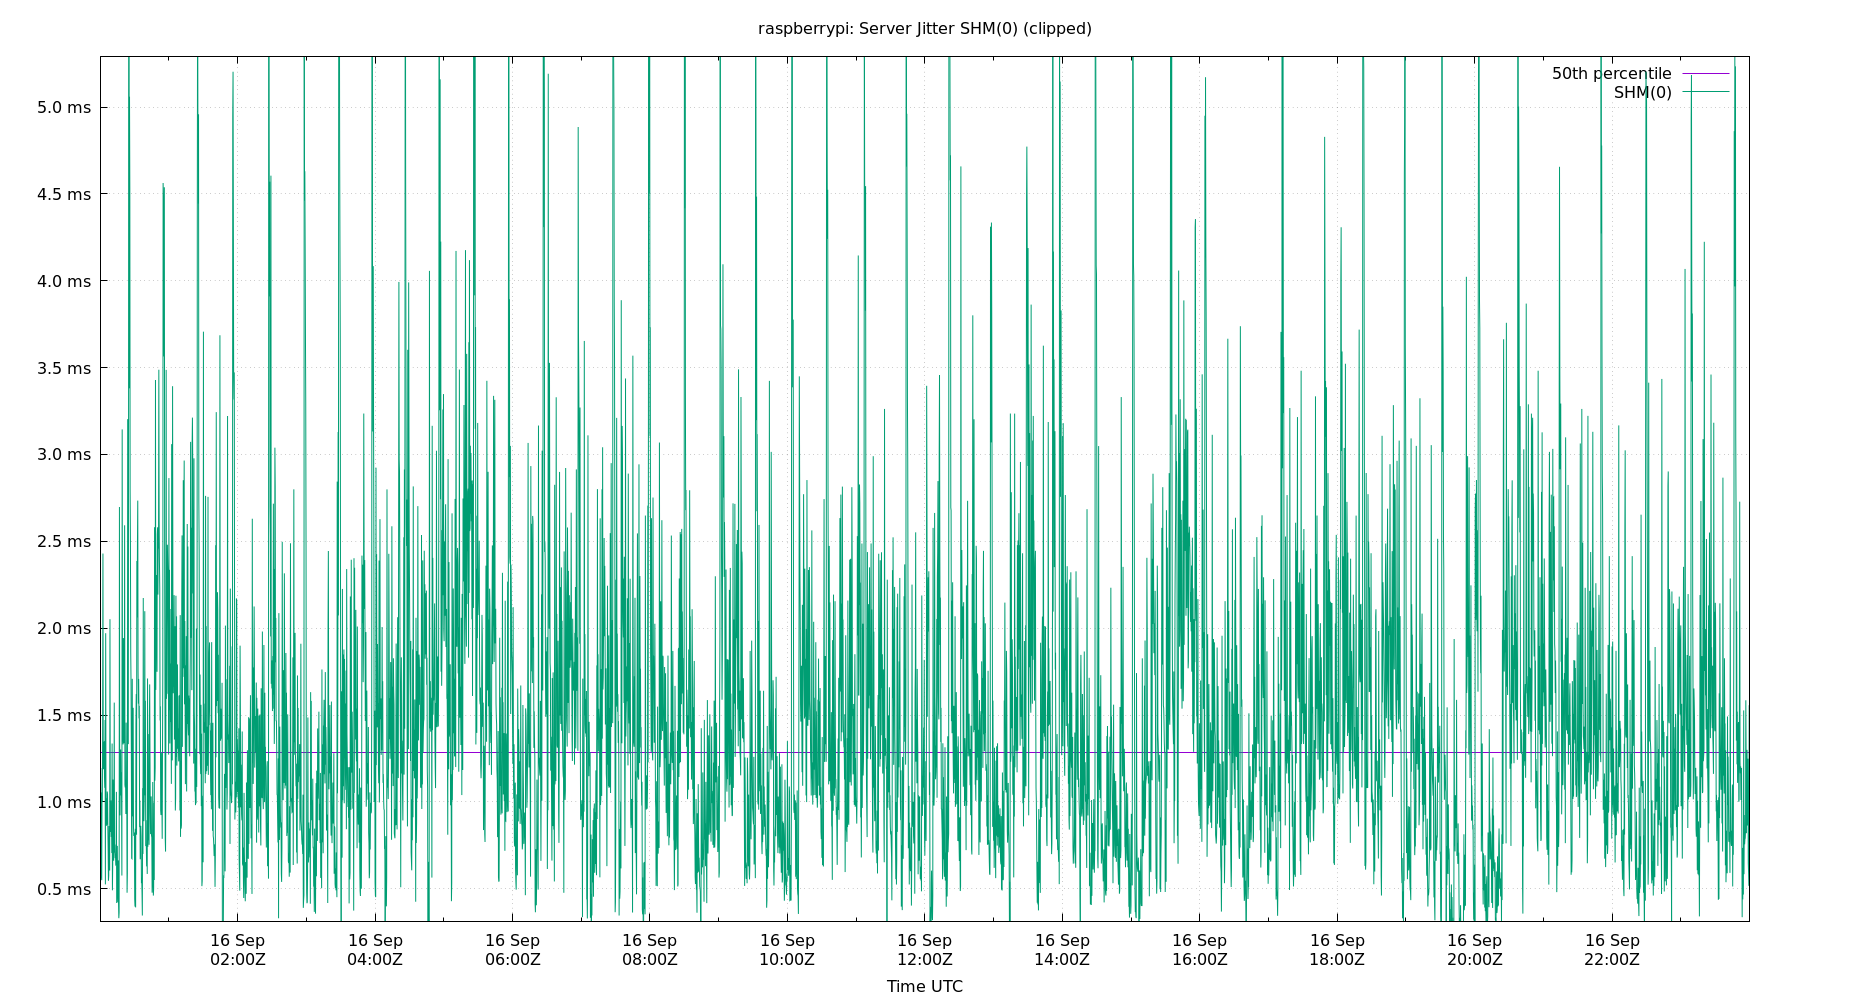 raspberrypi: Server Jitter SHM(0) (clipped)
50th percentile
SHM(0)
5.0 ms
4.5 ms
4.0 ms
3.5 ms
3.0 ms
2.5 ms
2.0 ms
1.5 ms
1.0 ms
0.5 ms
16 Sep 16 Sep 16 Sep 16 Sep 16 Sep 16 Sep 16 Sep 16 Sep 16 Sep 16 Sep 16 Sep
02:00Z 04:00Z 06:00Z 08:00Z 10:00Z 12:00Z 14:00Z 16:00Z 18:00Z 20:00Z 22:00Z
Time UTC